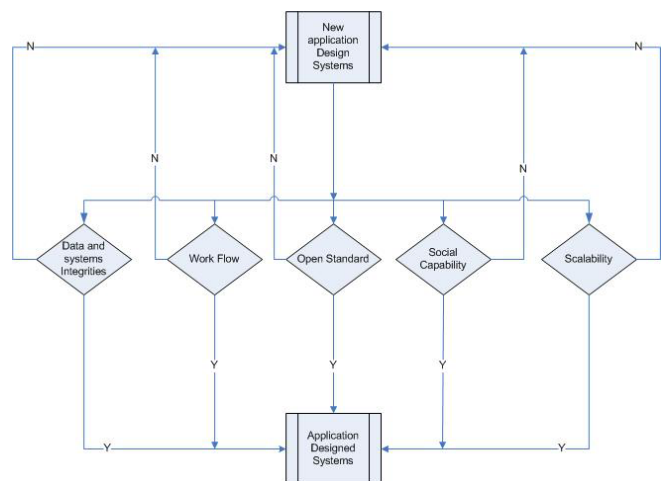 New
application
Design
Systems
N
N
N
N
N
N
Data and
systems
Integrities
Work Flow
Open Standard
Social
Capability
Scalability
Y
Y
Y
Y
Y
Application
Designed
Systems